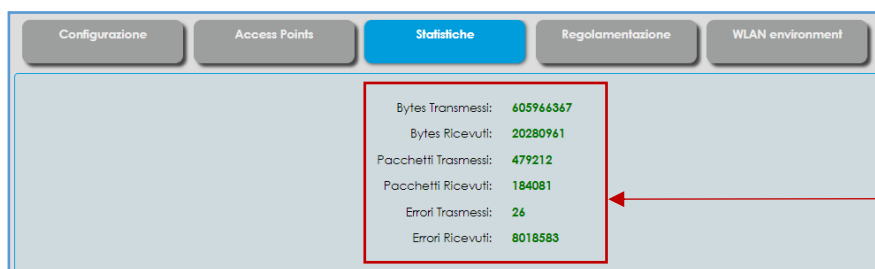 Configurazione Access Points Statistiche Regolamentazione WLAN environment
Bytes Transmessi: 605966367
Bytes Ricevuti: 20280961
Pacchetti Trasmessi: 479212
Pacchetti Ricevuti: 184081
Errori Trasmessi: 26
Errori Ricevuti: 8018583